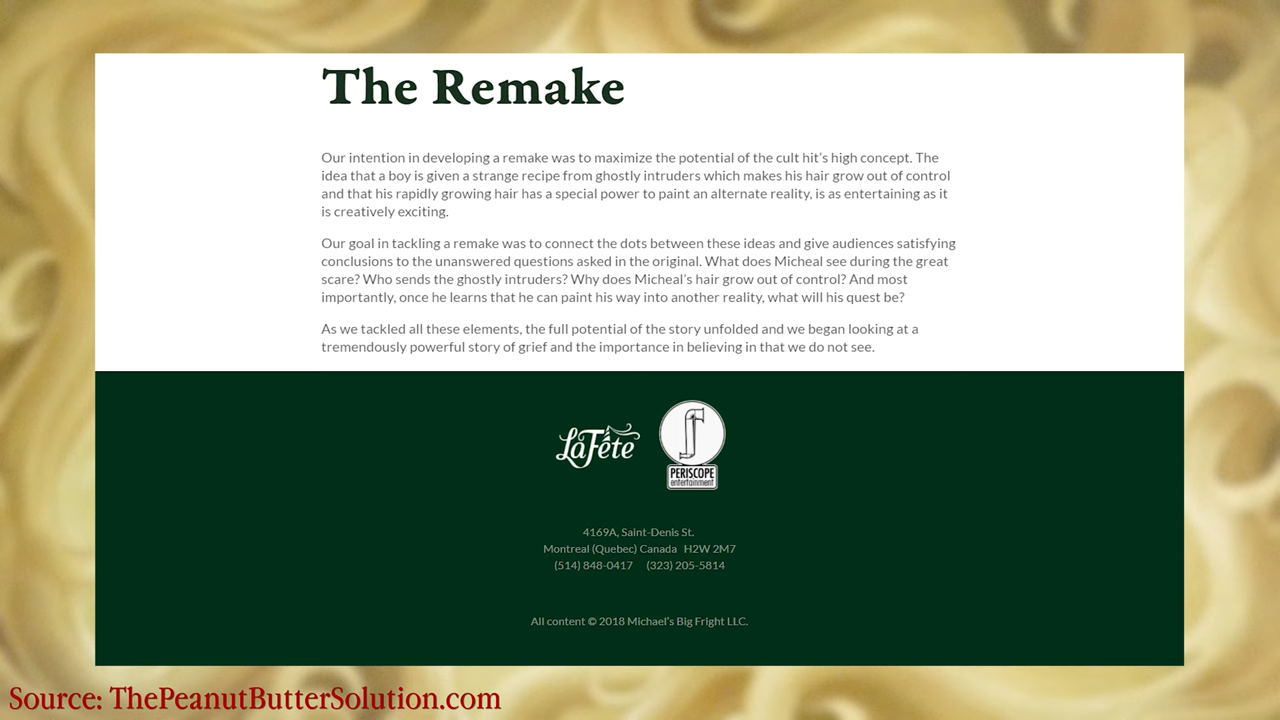 The Remake
Our intention in developing a remake was to maximize the potential of the cult hit's high concept. The
idea that a boy is given a strange recipe from ghostly intruders which makes his hair grow out of control
and that his rapidly growing hair has a special power to paint an alternate reality, is as entertaining as it
is creatively exciting.
Our goal in tackling a remake was to connect the dots between these ideas and give audiences satisfying
conclusions to the unanswered questions asked in the original. What does Micheal see during the great
scare? Who sends the ghostly intruders? Why does Micheal's hair grow out of control? And most
importantly, once he learns that he can paint his way into another reality, what will his quest be?
As we tackled all these elements, the full potential of the story unfolded and we began looking at a
tremendously powerful story of grief and the importance in believing in that we do not see.
LaFête
PERISCOPE
entertainment
4169A, Saint-Denis St.
Montreal (Quebec) Canada H2W 2M7
(514) 848-0417 (323) 205-5814
All content © 2018 Michael's Big Fright LLC.
Source: ThePeanutButterSolution.com